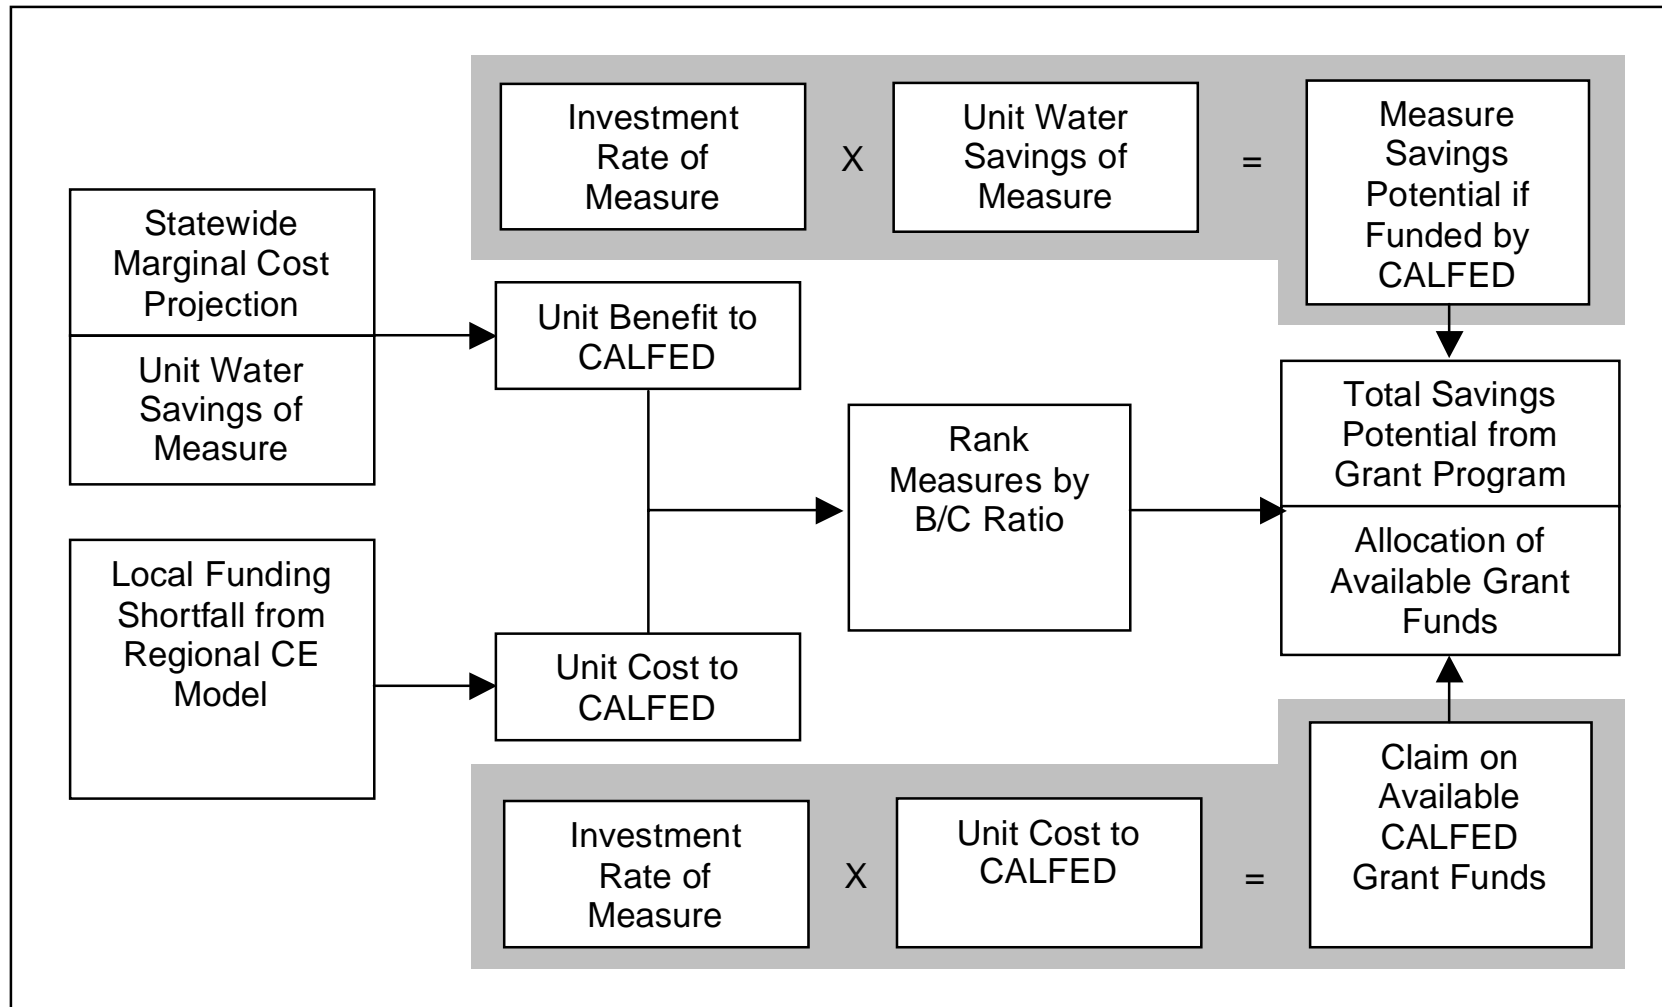 Investment
Rate of
Measure
X
Unit Water
Savings of
Measure
=
Measure
Savings
Potential if
Funded by
CALFED
Statewide
Marginal Cost
Projection
Unit Water
Savings of
Measure
Unit Benefit to
CALFED
Local Funding
Shortfall from
Regional CE
Model
Unit Cost to
CALFED
Rank
Measures by
B/C Ratio
Total Savings
Potential from
Grant Program
Allocation of
Available Grant
Funds
Investment
Rate of
Measure
X
Unit Cost to
CALFED
=
Claim on
Available
CALFED
Grant Funds